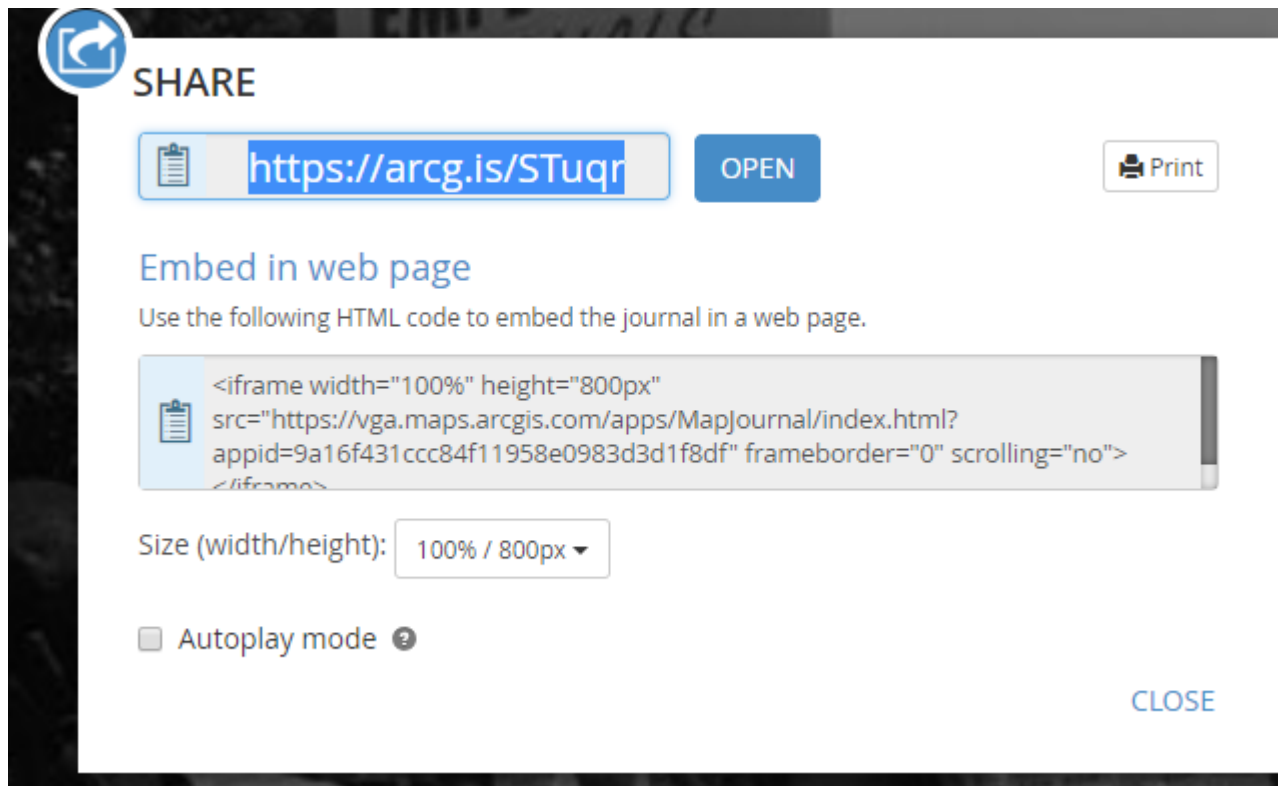 SHARE
https://arcg.is/STuqr
OPEN
Print
Embed in web page
Use the following HTML code to embed the journal in a web page.
<iframe width="100%" height="800px"
src="https://vga.maps.arcgis.com/apps/MapJournal/index.html?
appid=9a16f431ccc84f11958e0983d3d1f8df" frameborder="0" scrolling="no">
</iframe>
Size (width/height):
100% / 800px
Autoplay mode
CLOSE